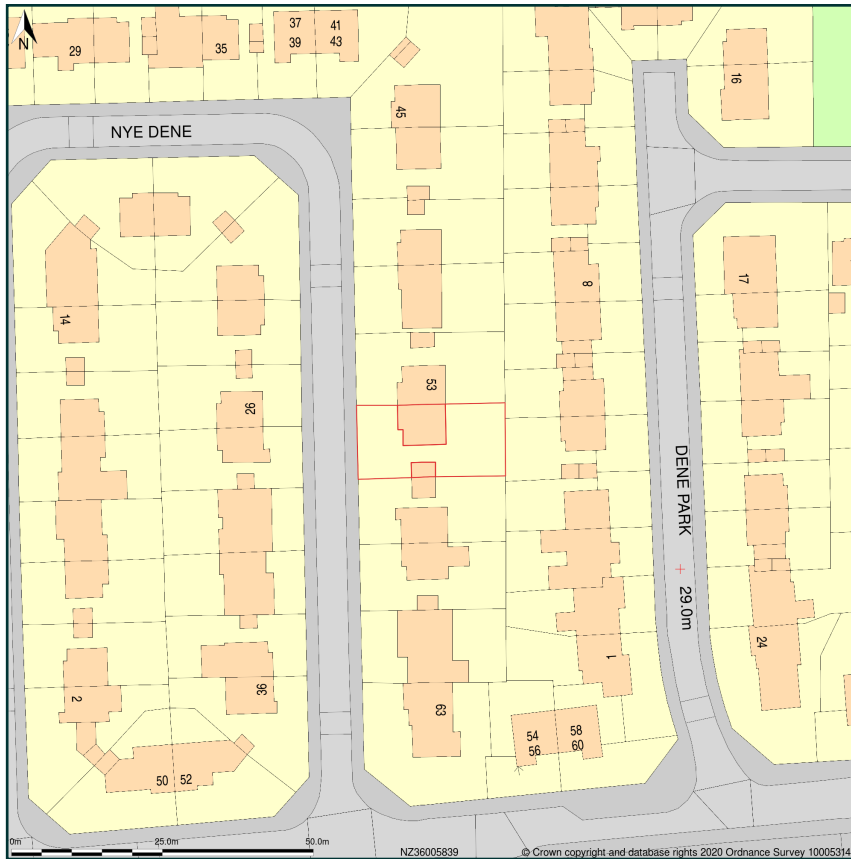 N
29
35
37 41
39 43
45
16
NYE DENE
14
8
17
53
26
DENE PARK
29.0m
2
36
63
1
24
54 58
56 60
50 52
0m 25.0m 50.0m
NZ36005839
© Crown copyright and database rights 2020 Ordnance Survey 10005314